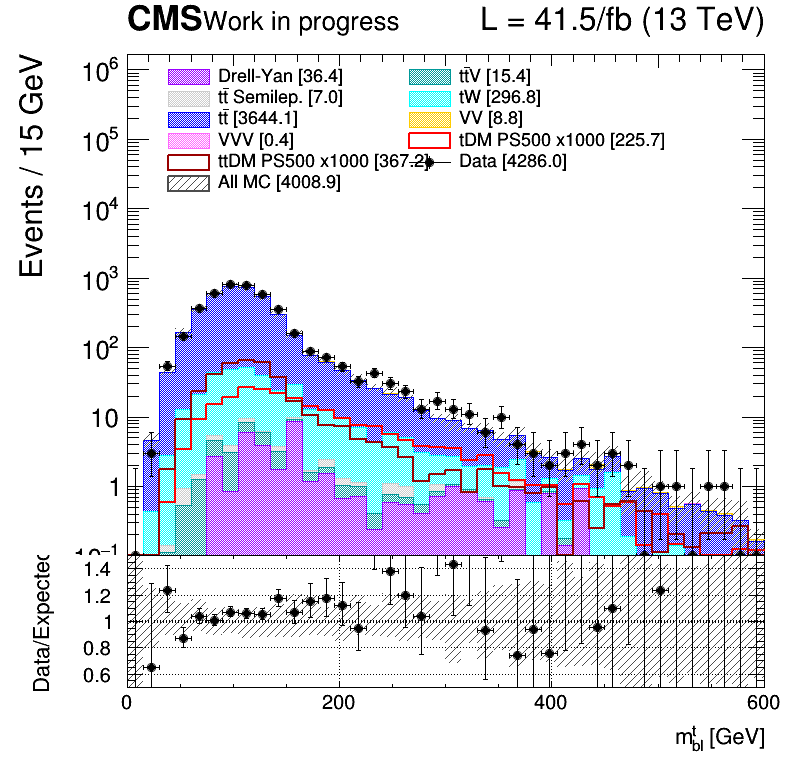 CMS Work in progress L = 41.5/fb (13 TeV)
Events / 15 GeV
10⁶
10⁵
10⁴
10³
10²
10
1
10⁻¹
Drell-Yan [36.4]
tt̄V [15.4]
tt̄ Semilep. [7.0]
tW [296.8]
tt̄ [3644.1]
VV [8.8]
VVV [0.4]
tDM PS500 x1000 [225.7]
ttDM PS500 x1000 [367.2]
Data [4286.0]
All MC [4008.9]
Data/Expected
1.4
1.2
1
0.8
0.6
0 200 400 600
m^t_bl [GeV]